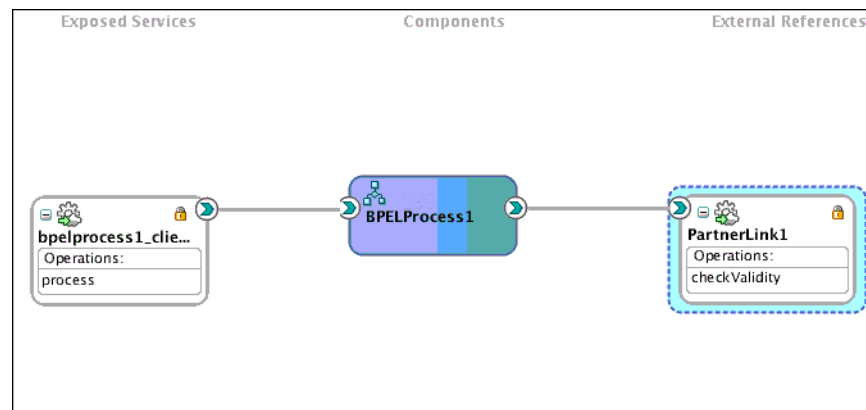 Exposed Services
Components
External References
bpelprocess1_clie...
Operations:
process
BPELProcess1
PartnerLink1
Operations:
checkValidity